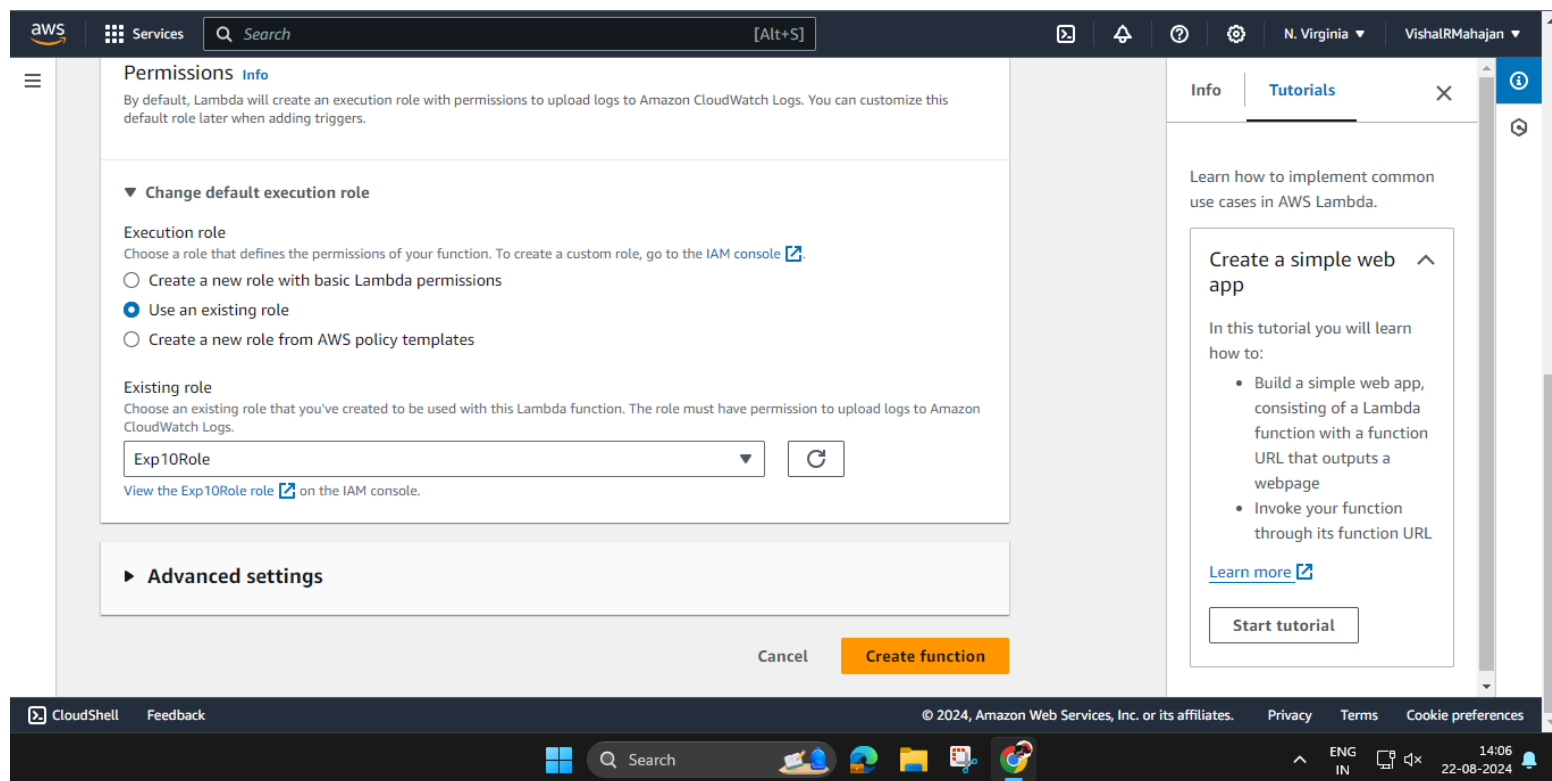 aws
Services
Search
[Alt+S]
N. Virginia
VishalRMahajan
Permissions Info
By default, Lambda will create an execution role with permissions to upload logs to Amazon CloudWatch Logs. You can customize this
default role later when adding triggers.
Change default execution role
Execution role
Choose a role that defines the permissions of your function. To create a custom role, go to the IAM console.
Create a new role with basic Lambda permissions
Use an existing role
Create a new role from AWS policy templates
Existing role
Choose an existing role that you've created to be used with this Lambda function. The role must have permission to upload logs to Amazon
CloudWatch Logs.
Exp10Role
View the Exp10Role role on the IAM console.
Advanced settings
Cancel
Create function
Info
Tutorials
Learn how to implement common
use cases in AWS Lambda.
Create a simple web
app
In this tutorial you will learn
how to:
• Build a simple web app,
consisting of a Lambda
function with a function
URL that outputs a
webpage
• Invoke your function
through its function URL
Learn more
Start tutorial
CloudShell
Feedback
© 2024, Amazon Web Services, Inc. or its affiliates.
Privacy
Terms
Cookie preferences
Search
ENG
IN
14:06
22-08-2024